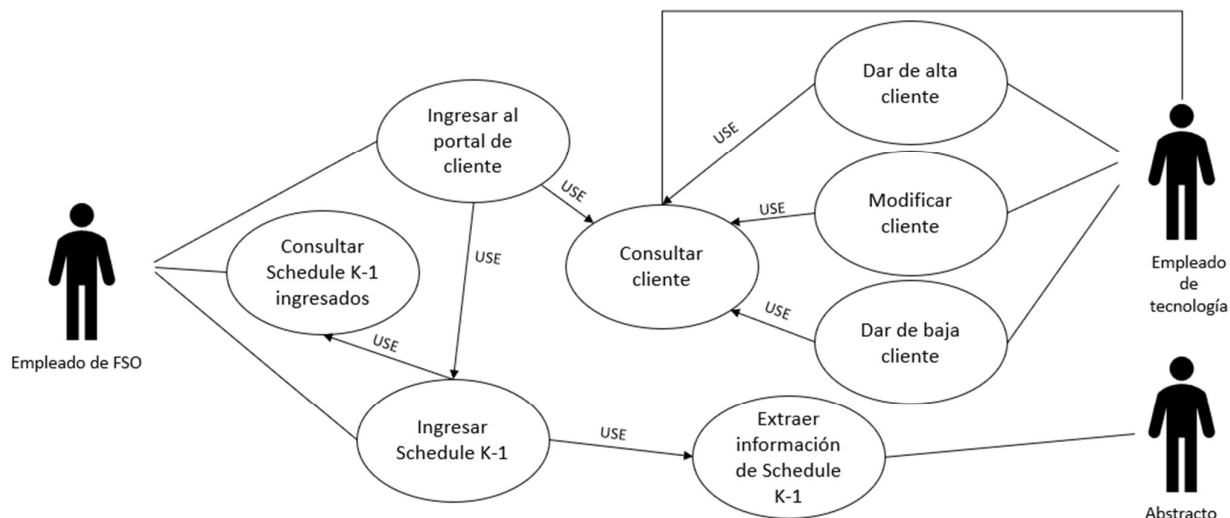 Dar de alta
cliente
Ingresar al
portal de
cliente
USE
USE
Modificar
cliente
USE
Consultar
Schedule K-1
ingresados
USE
Consultar
cliente
Empleado
de
tecnología
USE
Dar de baja
cliente
USE
Empleado de FSO
Ingresar
Schedule K-1
USE
Extraer
información
de Schedule
K-1
Abstracto